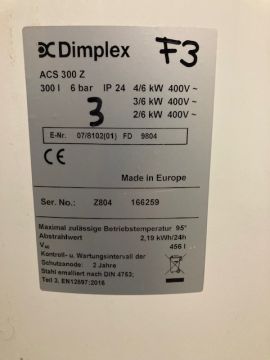 Dimplex
F3
ACS 300 Z
300 l 6 bar IP 24 4/6 kW 400V~
3/6 kW 400V~
2/6 kW 400V~
3
E-Nr. 07/8102(01) FD 9804
CE
Made in Europe
Ser. No.: Z804 166259
Maximal zulässige Betriebstemperatur 95°
Abstrahlwert 2,19 kWh/24h
V40 456 l
Kontroll- u. Wartungsintervall der
Schutzanode: 2 Jahre
Stahl emailliert nach DIN 4753;
Teil 3, EN12897:2016